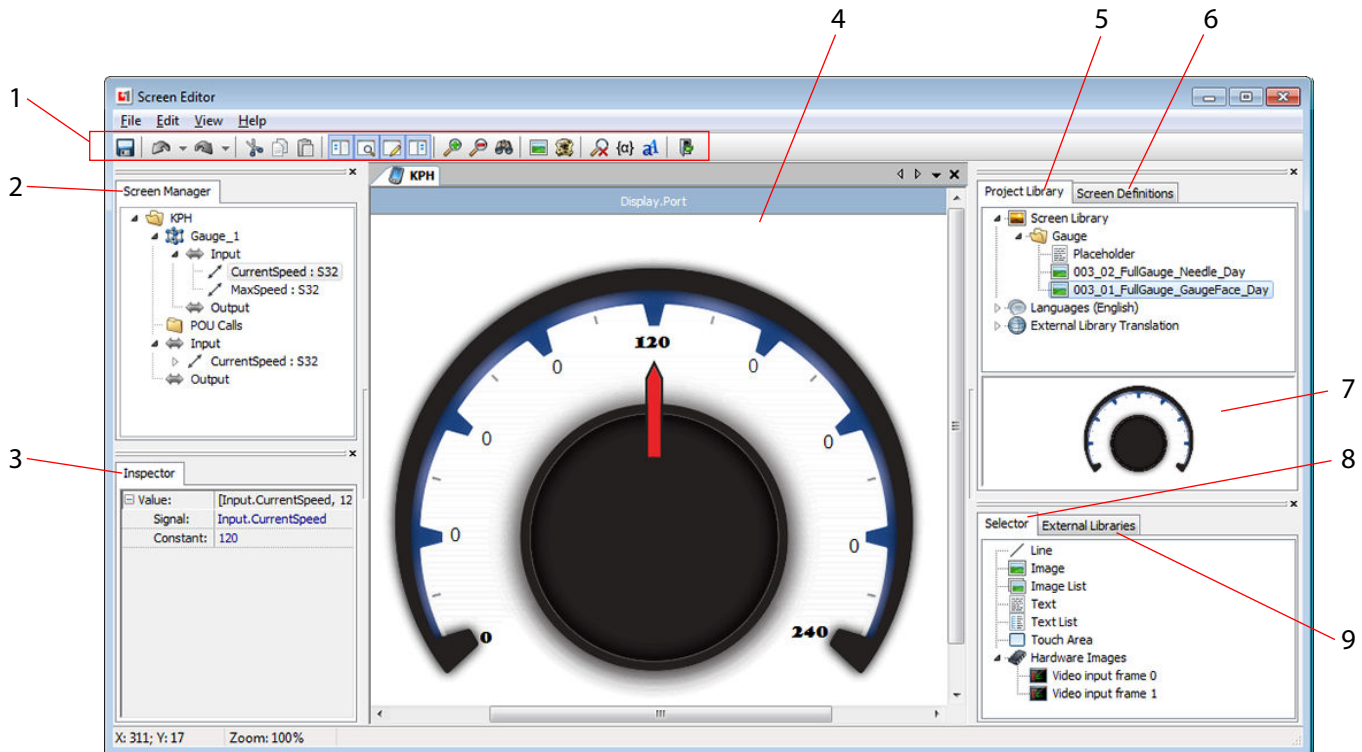 4
5
6
1
Screen Editor
File Edit View Help
{α} a1
2
Screen Manager
KPH
Gauge_1
Input
CurrentSpeed : S32
MaxSpeed : S32
Output
POU Calls
Input
CurrentSpeed : S32
Output
3
Inspector
Value: [Input.CurrentSpeed, 12
Signal: Input.CurrentSpeed
Constant: 120
KPH
Display.Port
120
0
0
0
0
0
0
0
240
Project Library Screen Definitions
Screen Library
Gauge
Placeholder
003_02_FullGauge_Needle_Day
003_01_FullGauge_GaugeFace_Day
Languages (English)
External Library Translation
7
8
Selector External Libraries
Line
Image
Image List
Text
Text List
Touch Area
Hardware Images
Video input frame 0
Video input frame 1
9
X: 311; Y: 17 Zoom: 100%